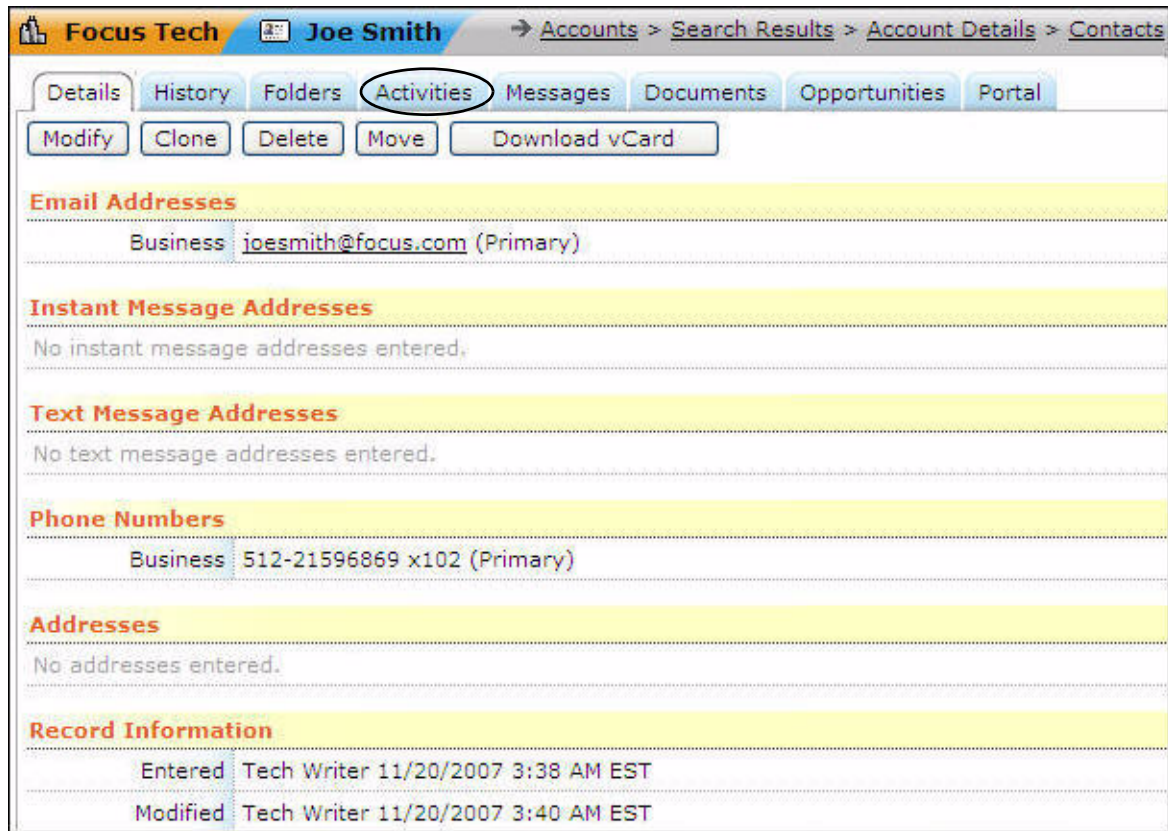 Focus Tech Joe Smith → Accounts > Search Results > Account Details > Contacts
Details History Folders Activities Messages Documents Opportunities Portal
Modify Clone Delete Move Download vCard
Email Addresses
Business joesmith@focus.com (Primary)
Instant Message Addresses
No instant message addresses entered.
Text Message Addresses
No text message addresses entered.
Phone Numbers
Business 512-21596869 x102 (Primary)
Addresses
No addresses entered.
Record Information
Entered Tech Writer 11/20/2007 3:38 AM EST
Modified Tech Writer 11/20/2007 3:40 AM EST